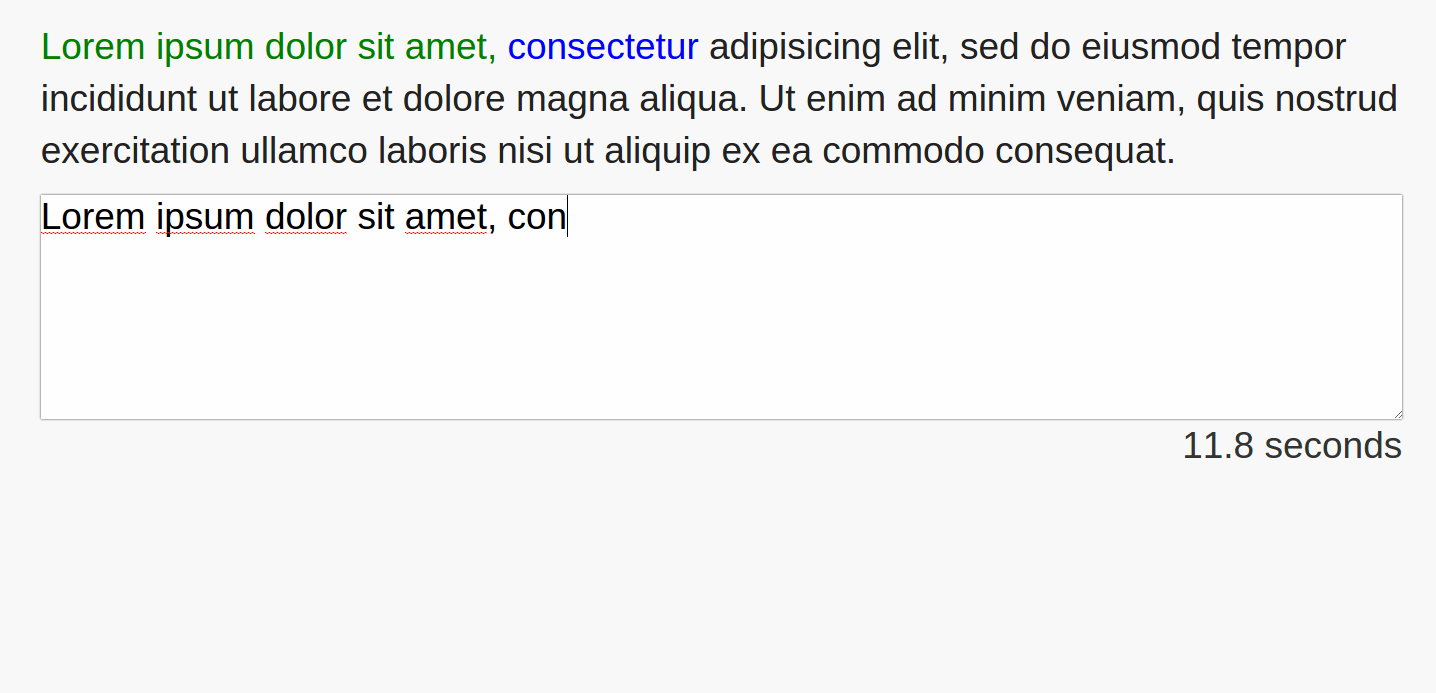 Lorem ipsum dolor sit amet, consectetur adipisicing elit, sed do eiusmod tempor
incididunt ut labore et dolore magna aliqua. Ut enim ad minim veniam, quis nostrud
exercitation ullamco laboris nisi ut aliquip ex ea commodo consequat.
Lorem ipsum dolor sit amet, con
11.8 seconds